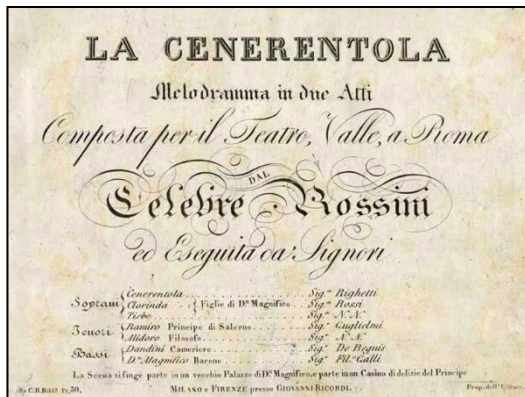 LA CENERENTOLA
Melodramma in due Atti
Composta per il Teatro, Valle, a Roma
DAL
Celebre Rossini
ed Eseguita da' Signori
Soprani
Cenerentola Sig.ª Righetti
Clorinda Figlie di D.ⁿ Magnifico Sig.ª Rossi
Tisbe Sig.ª N. N.
Tenori
Ramiro Principe di Salerno Sig.ʳ Guglielmi
Alidoro Filosofo Sig.ʳ N. N.
Bassi
Dandini Cameriere Sig.ʳ De Begnis
D.ⁿ Magnifico Barone Sig.ʳ Fil. Galli
La Scena si finge parte in un vecchio Palazzo di D.ⁿ Magnifico, e parte in un Casino di delizie del Principe
MILANO e FIRENZE presso GIOVANNI RICORDI.
Prop. dell'Editore